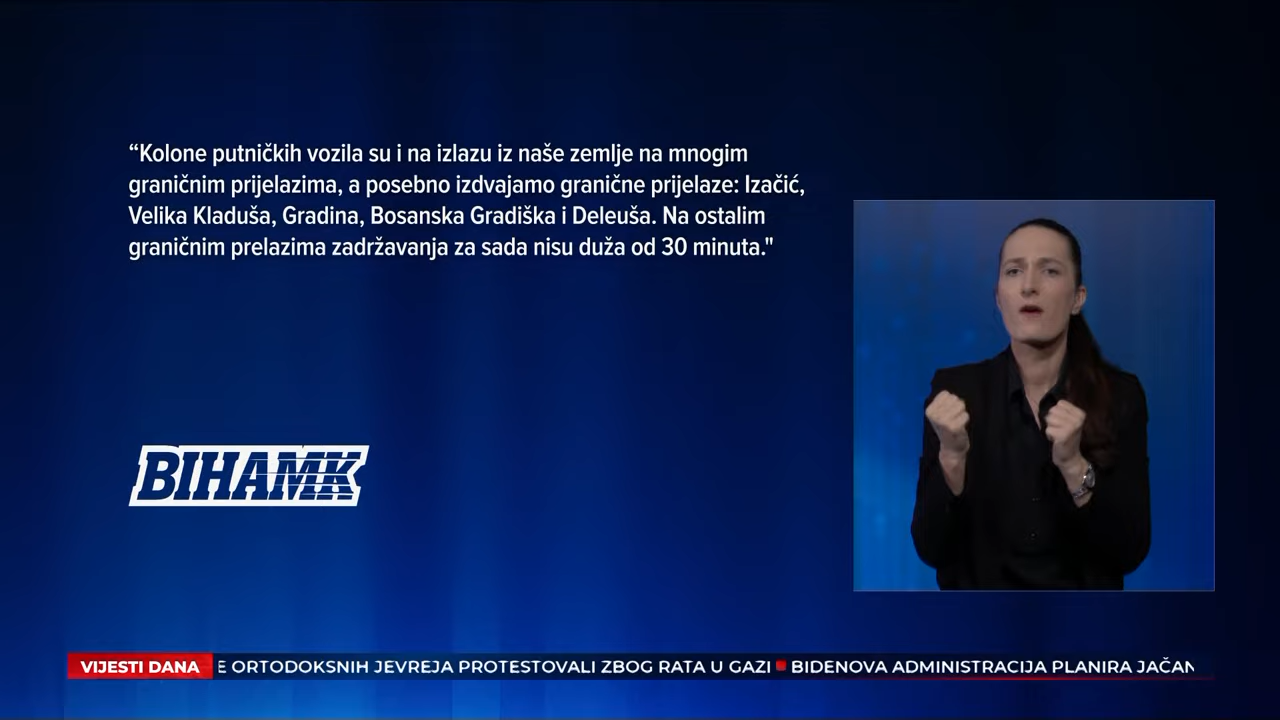 “Kolone putničkih vozila su i na izlazu iz naše zemlje na mnogim
graničnim prijelazima, a posebno izdvajamo granične prijelaze: Izačić,
Velika Kladuša, Gradina, Bosanska Gradiška i Deleuša. Na ostalim
graničnim prelazima zadržavanja za sada nisu duža od 30 minuta."
BIHAMK
VIJESTI DANA E ORTODOKSNIH JEVREJA PROTESTOVALI ZBOG RATA U GAZI BIDENOVA ADMINISTRACIJA PLANIRA JAČAN